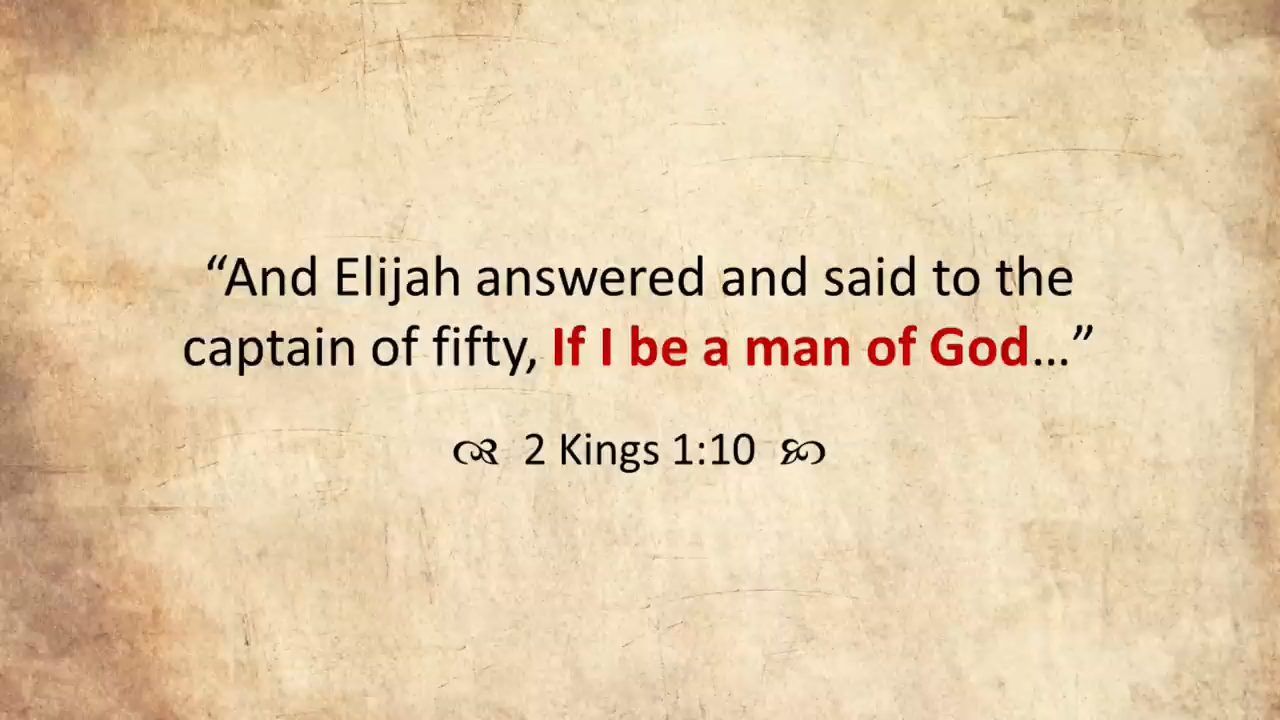 “And Elijah answered and said to the
captain of fifty, If I be a man of God...”
2 Kings 1:10